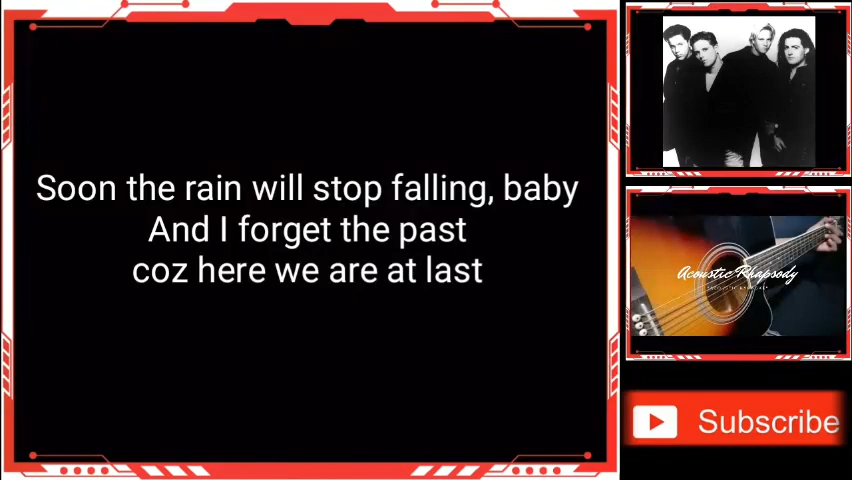 Soon the rain will stop falling, baby
And I forget the past
coz here we are at last
Acoustic Rhapsody
Subscribe